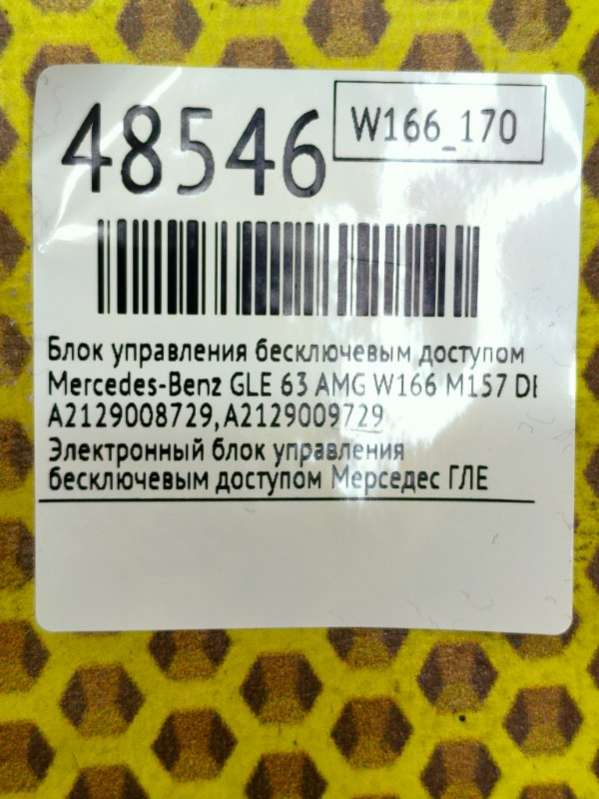 48546
W166_170
Блок управления бесключевым доступом
Mercedes-Benz GLE 63 AMG W166 M157 DE
A2129008729, A2129009729
Электронный блок управления
бесключевым доступом Мерседес ГЛЕ